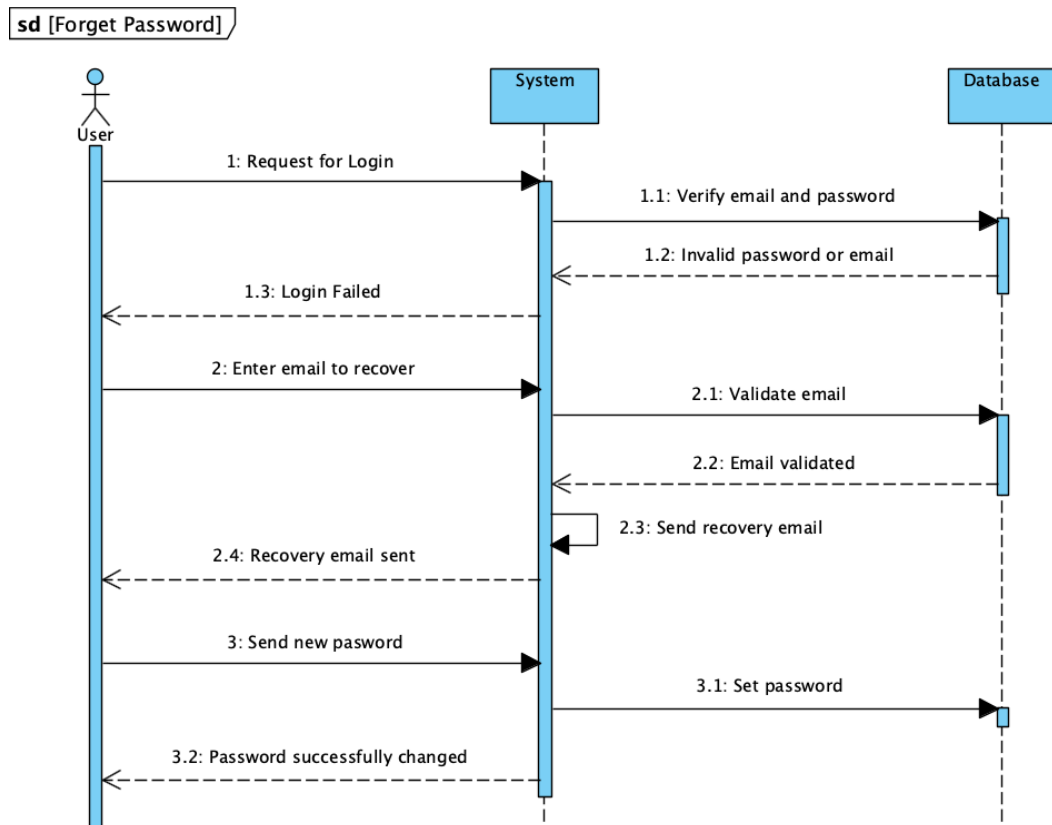 sd [Forget Password]
System
Database
User
1: Request for Login
1.1: Verify email and password
1.2: Invalid password or email
1.3: Login Failed
2: Enter email to recover
2.1: Validate email
2.2: Email validated
2.3: Send recovery email
2.4: Recovery email sent
3: Send new pasword
3.1: Set password
3.2: Password successfully changed